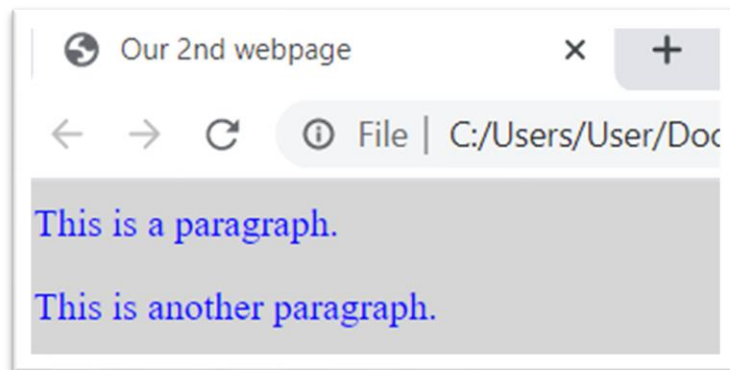 Our 2nd webpage
File | C:/Users/User/Doc
This is a paragraph.
This is another paragraph.